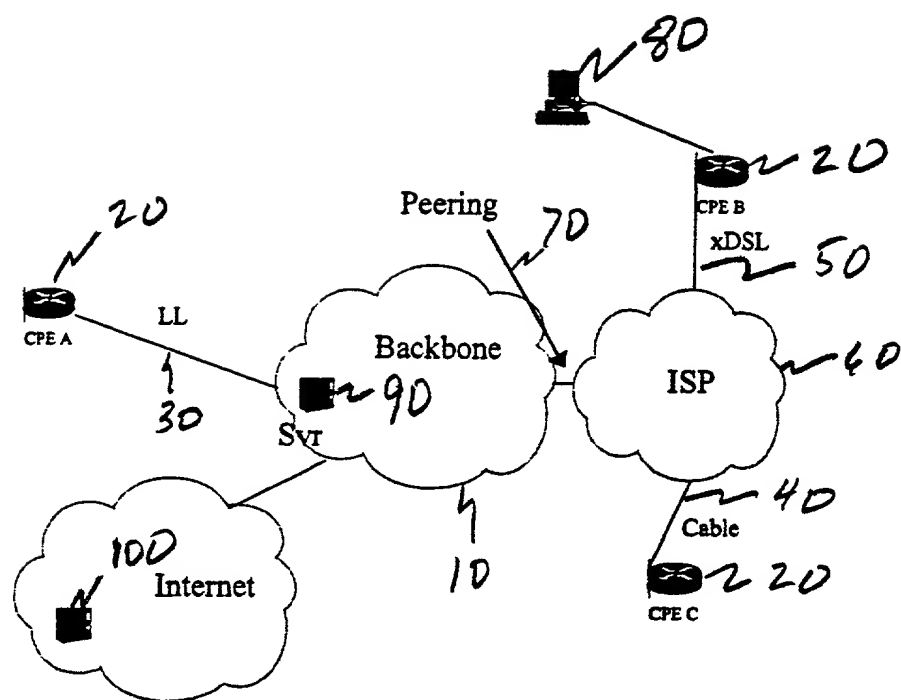 80
20
CPE B
Peering
70
xDSL
50
20
CPE A
LL
30
Backbone
90
Svr
ISP
60
10
40
Cable
20
CPE C
100
Internet